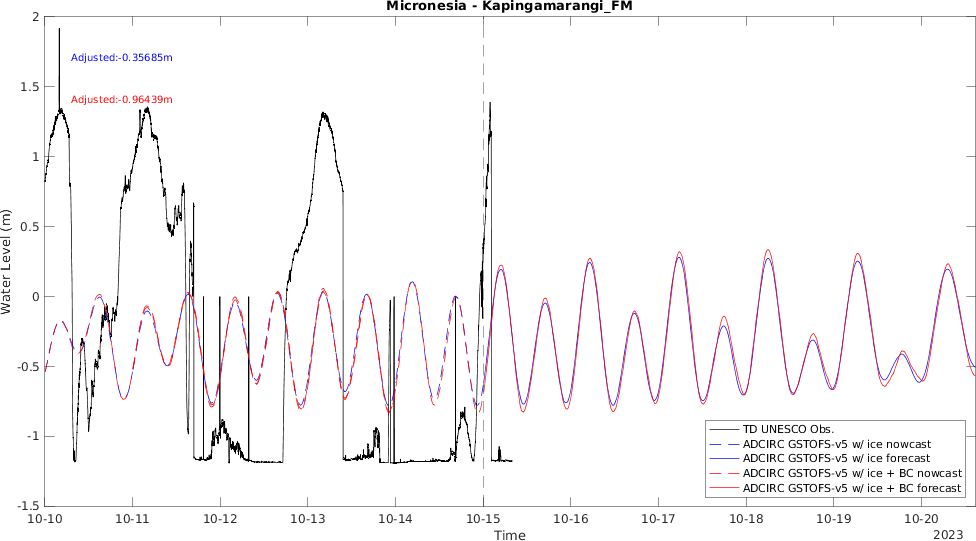 Micronesia - Kapingamarangi_FM
2
1.5
1
0.5
0
-0.5
-1
-1.5
Water Level (m)
Adjusted:-0.35685m
Adjusted:-0.96439m
TD UNESCO Obs.
ADCIRC GSTOFS-v5 w/ ice nowcast
ADCIRC GSTOFS-v5 w/ ice forecast
ADCIRC GSTOFS-v5 w/ ice + BC nowcast
ADCIRC GSTOFS-v5 w/ ice + BC forecast
10-10 10-11 10-12 10-13 10-14 10-15 10-16 10-17 10-18 10-19 10-20
Time
2023